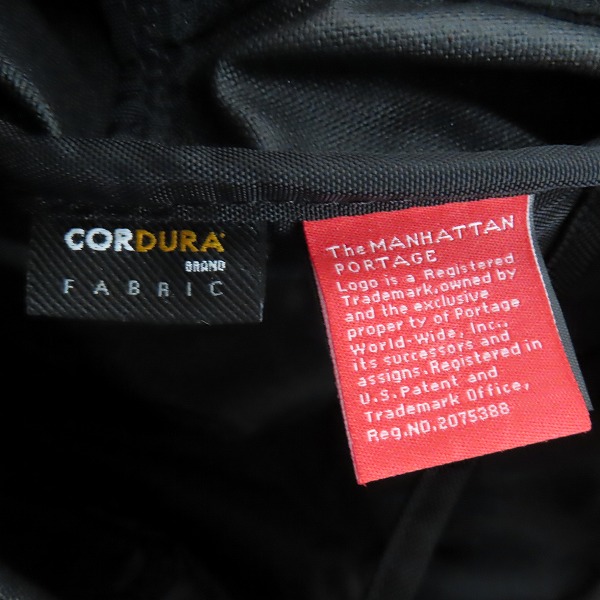 CORDURA®
BRAND
FABRIC
The MANHATTAN
PORTAGE
Logo is a Registered
Trademark,owned by
and the exclusive
property of Portage
World-Wide, Inc.,
its successors and
assigns.Registered in
U.S. Patent and
Trademark Office,
Reg.NO.2075388